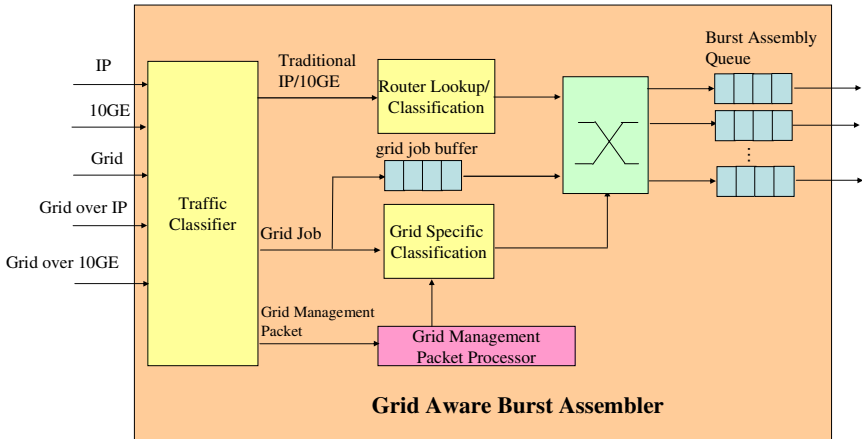 IP
10GE
Grid
Grid over IP
Grid over 10GE
Traffic
Classifier
Traditional
IP/10GE
Router Lookup/
Classification
grid job buffer
Grid Job
Grid Specific
Classification
Grid Management
Packet
Grid Management
Packet Processor
Burst Assembly
Queue
Grid Aware Burst Assembler